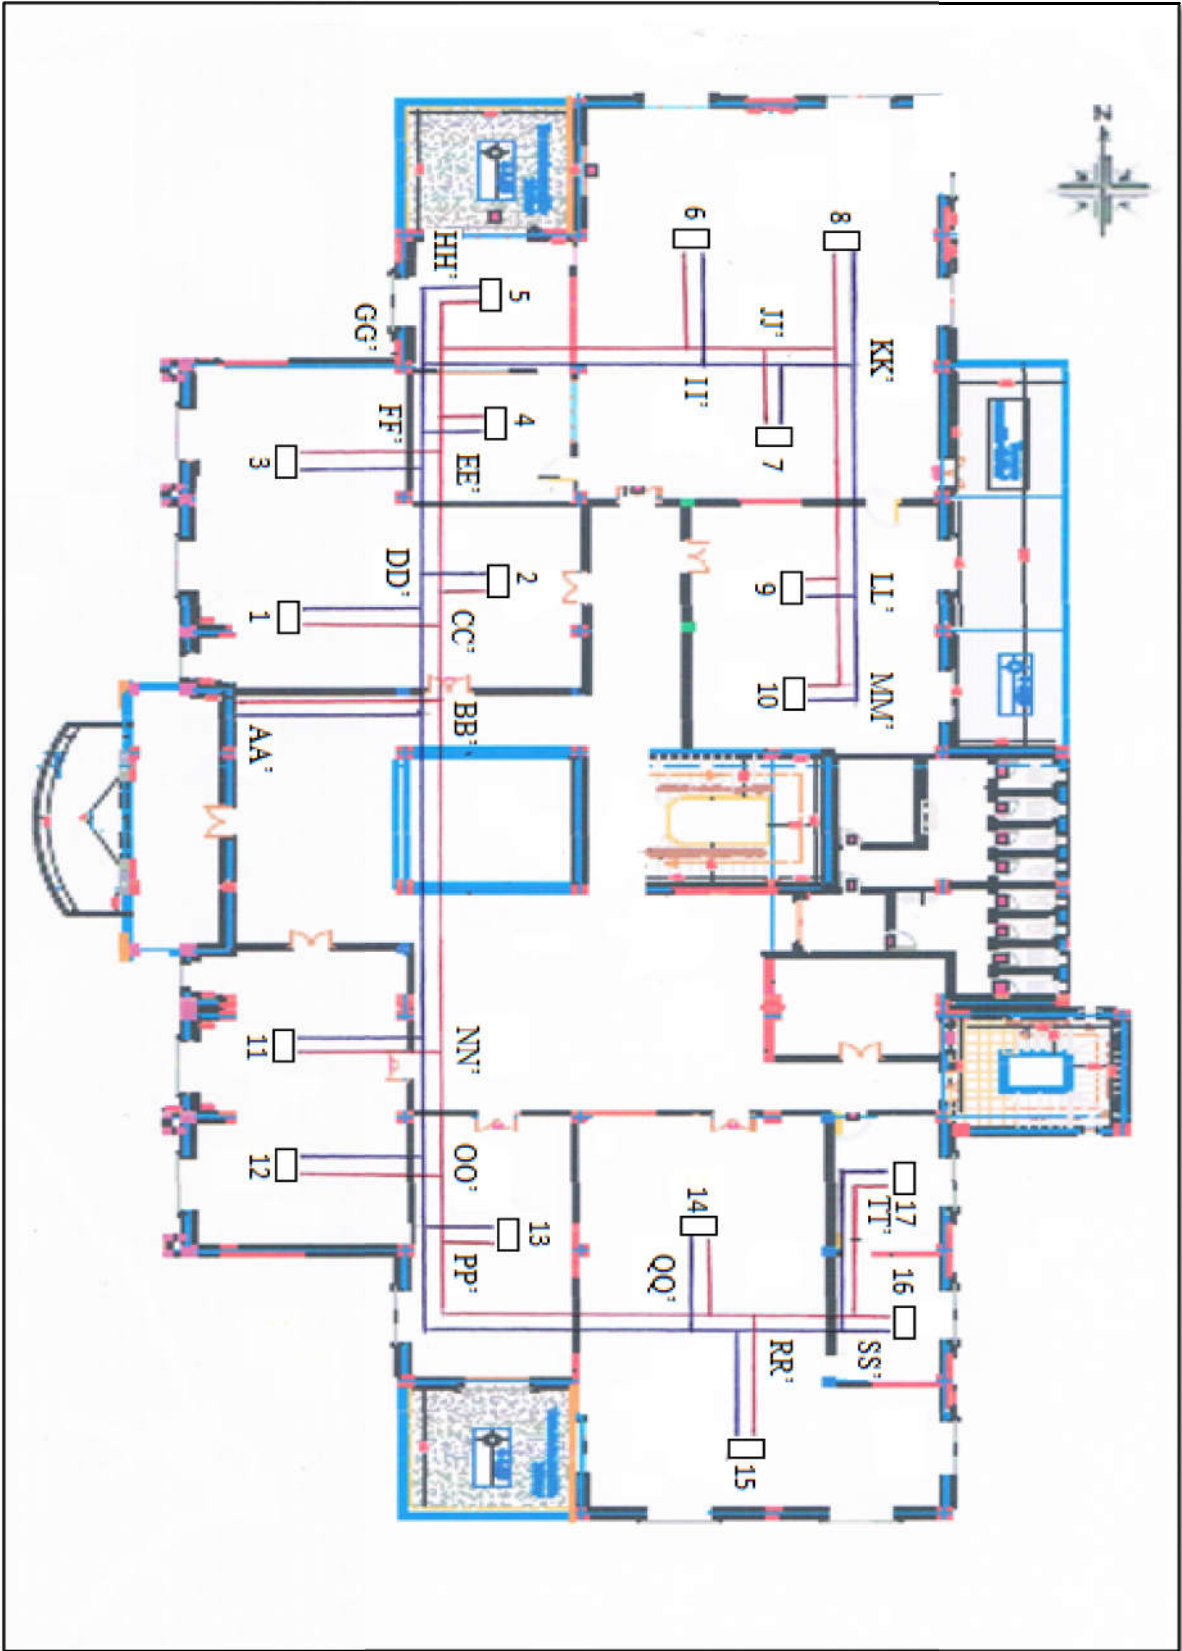 N
6
8
HH'
5
GG'
JJ'
KK'
II'
FF'
4
3
EE'
7
DD'
2
1
CC'
9
LL'
10
MM'
AA'
BB'
11
NN'
12
OO'
13
PP'
14
QQ'
17
TT'
16
RR'
SS'
15